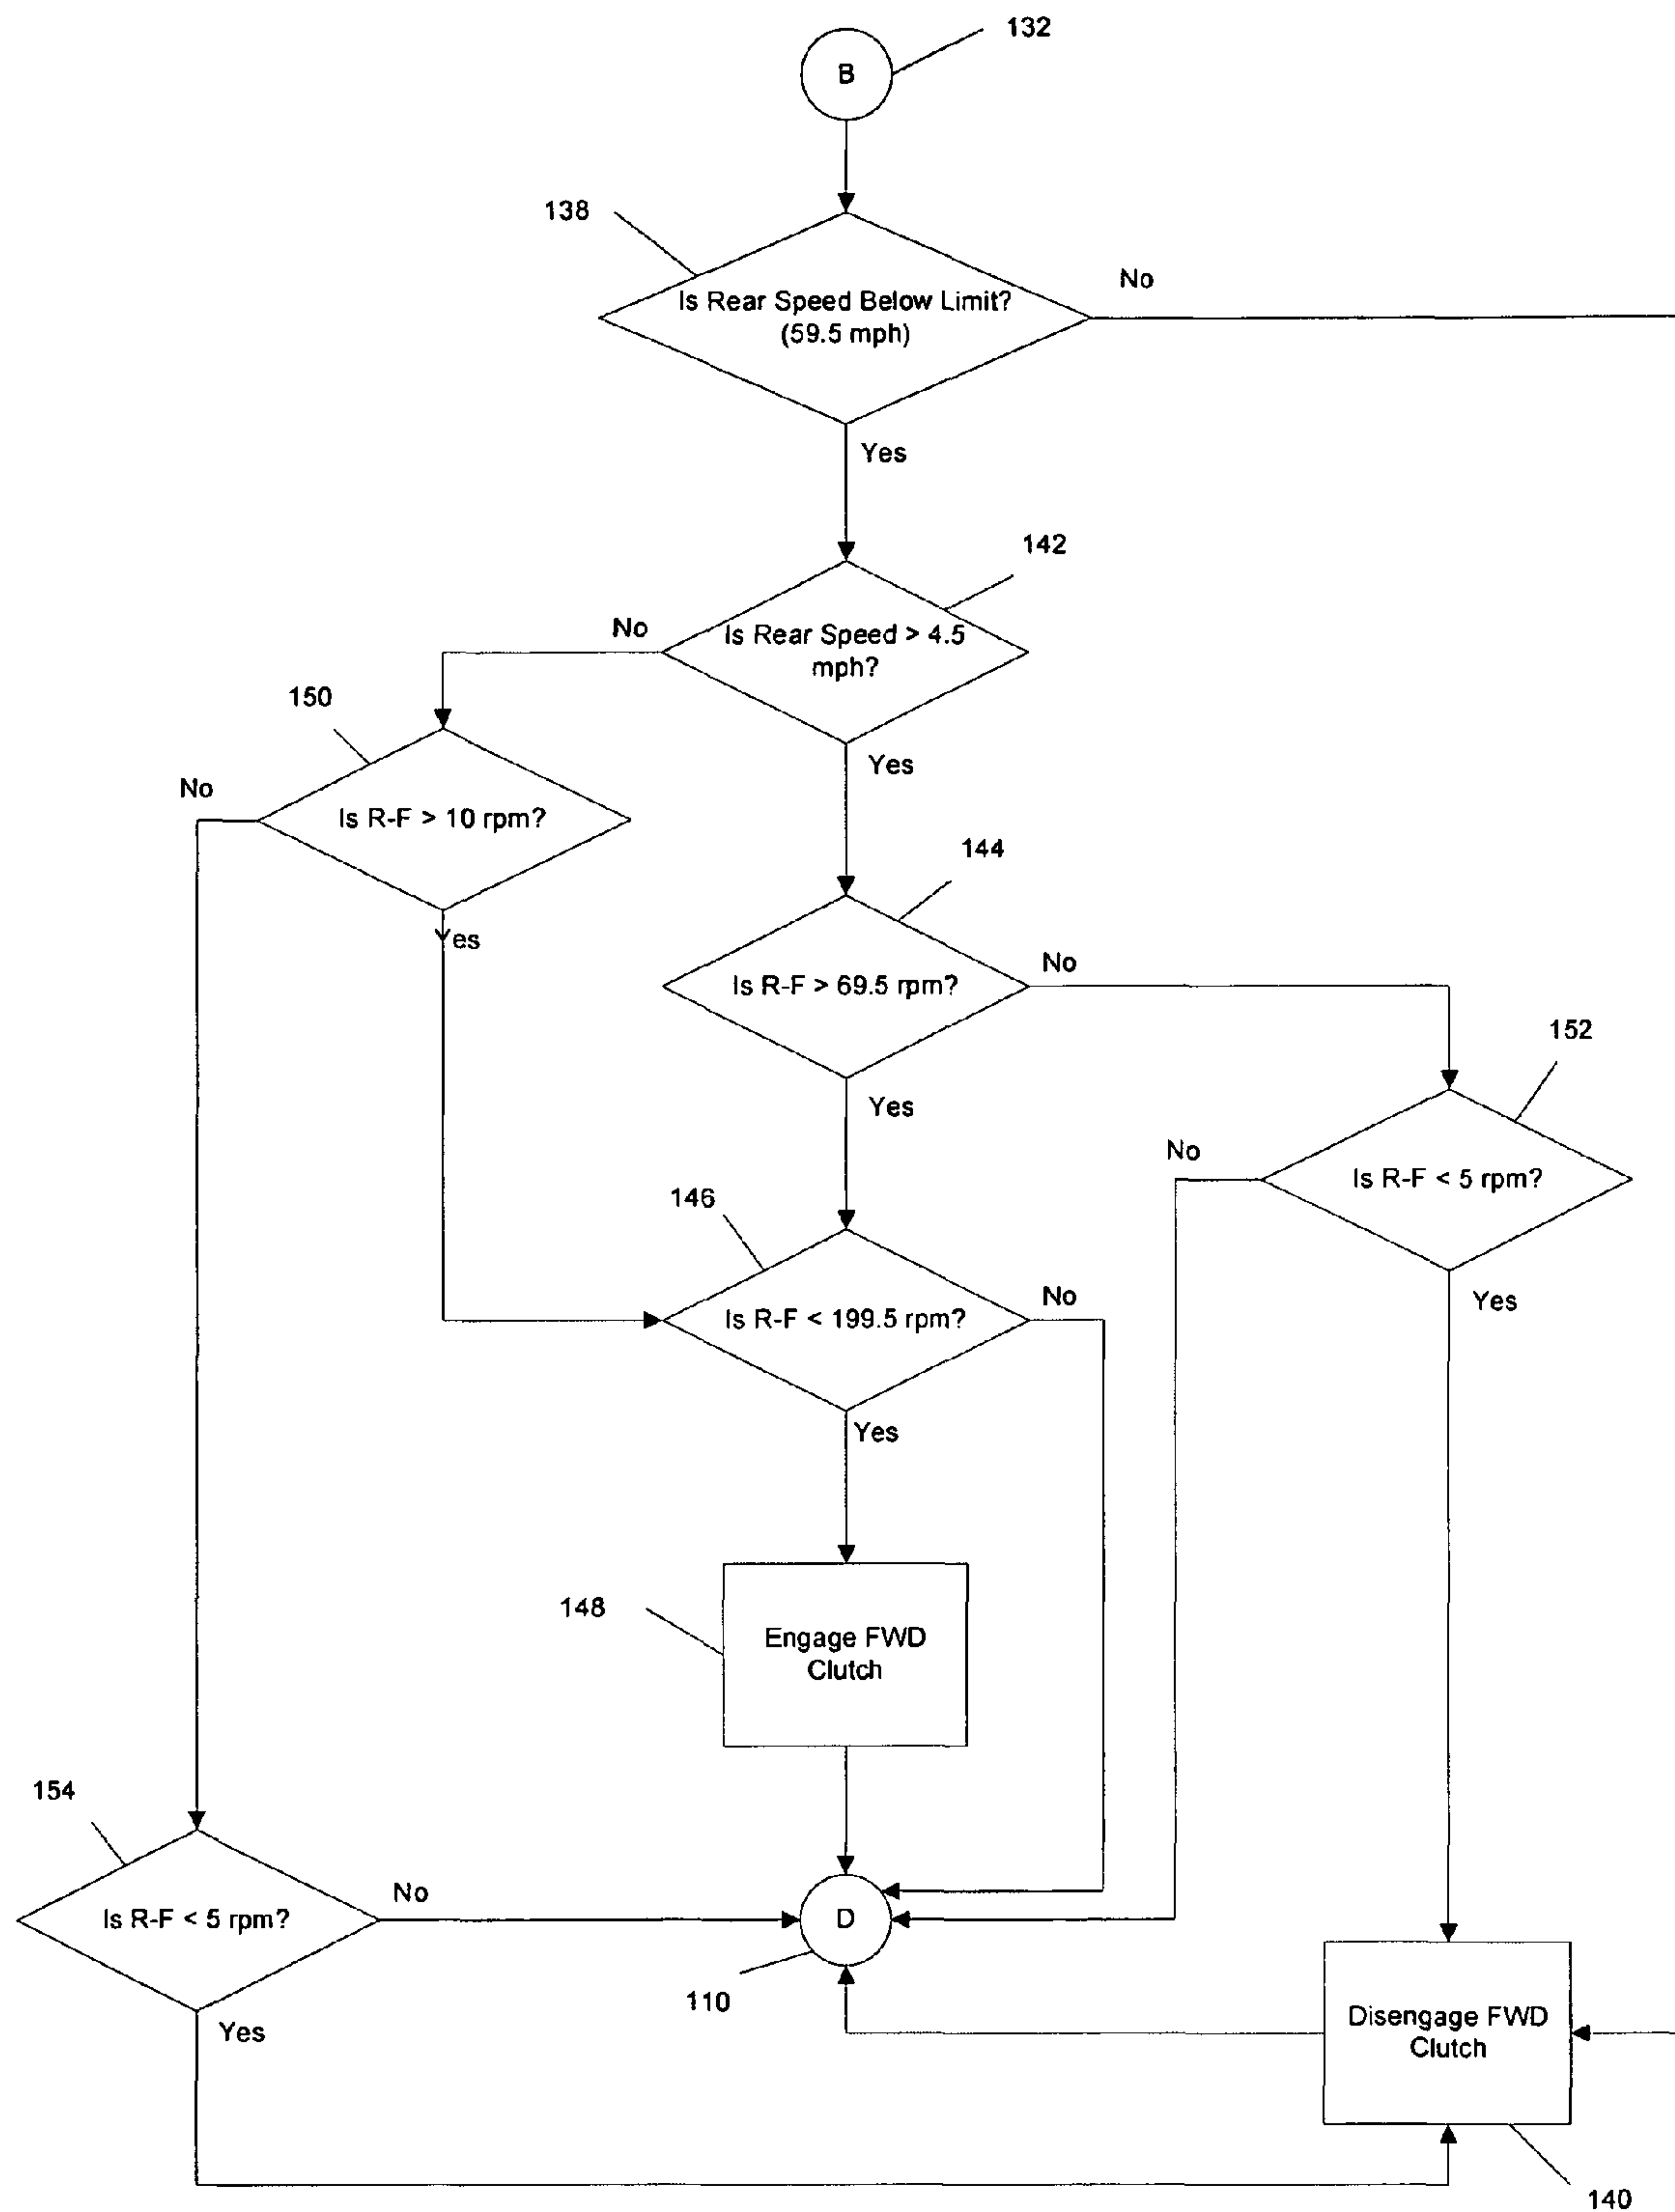 132
B
138
No
Is Rear Speed Below Limit?
(59.5 mph)
Yes
142
No
Is Rear Speed > 4.5
mph?
150
Yes
No
Is R-F > 10 rpm?
144
Yes
No
Is R-F > 69.5 rpm?
152
Yes
No
Is R-F < 5 rpm?
146
No
Is R-F < 199.5 rpm?
Yes
Yes
148
Engage FWD
Clutch
154
No
Is R-F < 5 rpm?
D
110
Yes
Disengage FWD
Clutch
140